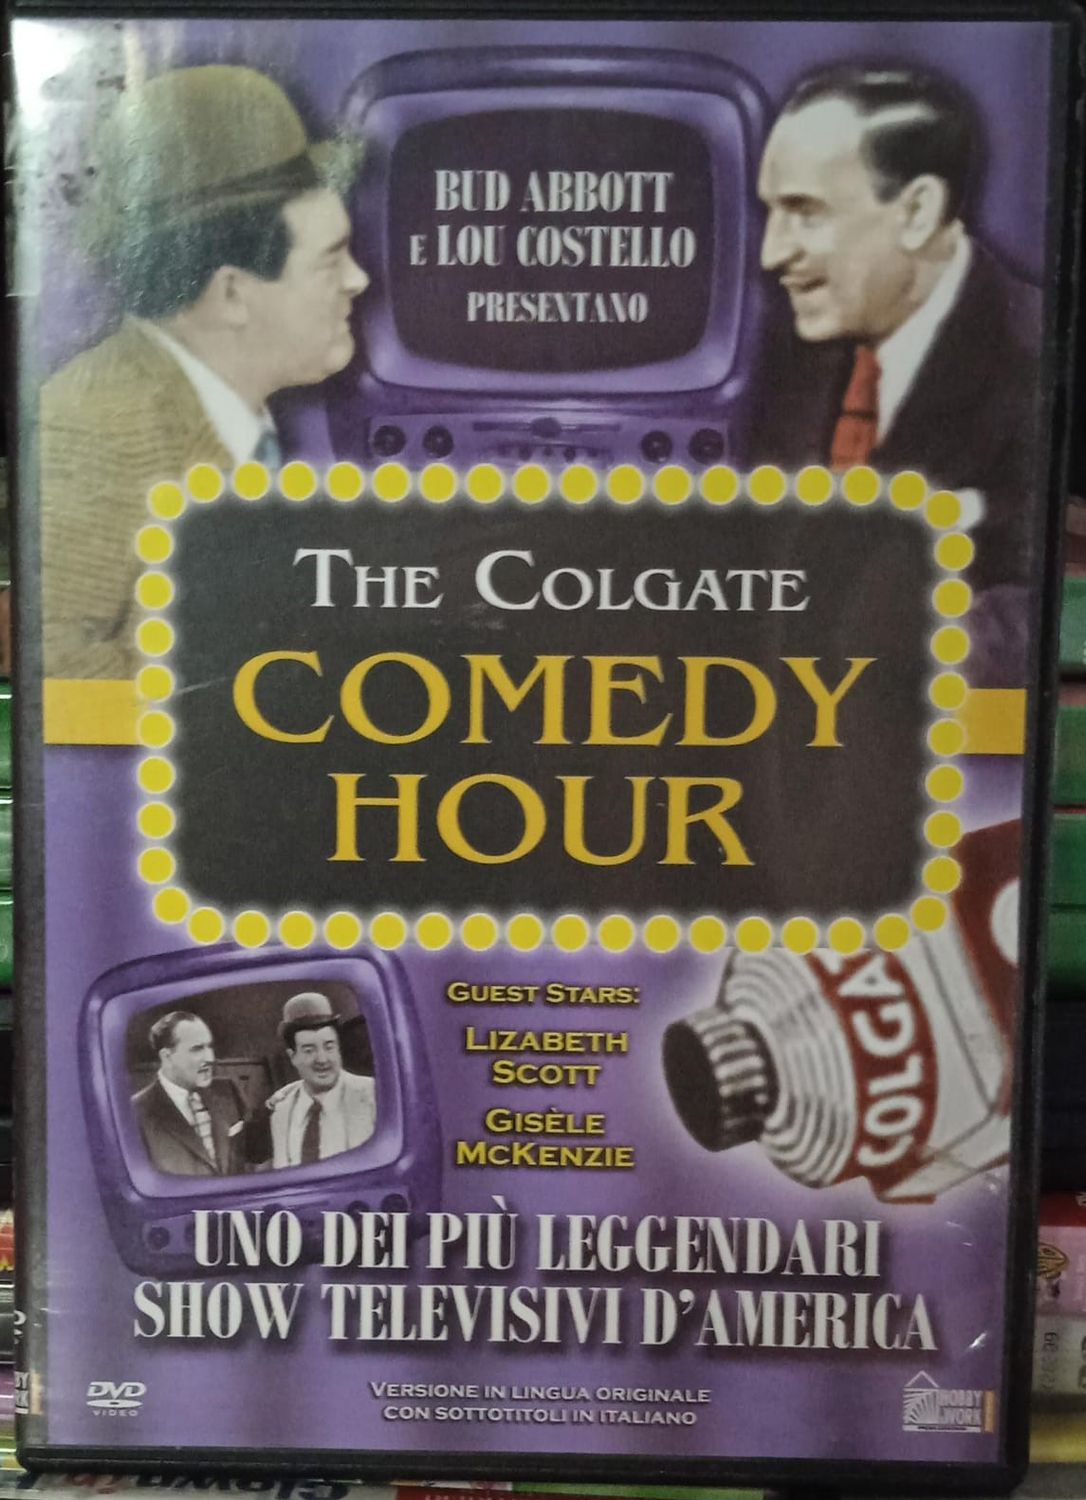 BUD ABBOTT
E LOU COSTELLO
PRESENTANO
THE COLGATE
COMEDY
HOUR
GUEST STARS:
LIZABETH
SCOTT
GISÈLE
MCKENZIE
COLGA
UNO DEI PIÙ LEGGENDARI
SHOW TELEVISIVI D'AMERICA
DVD
VIDEO
VERSIONE IN LINGUA ORIGINALE
CON SOTTOTITOLI IN ITALIANO
HOBBY
&WORK